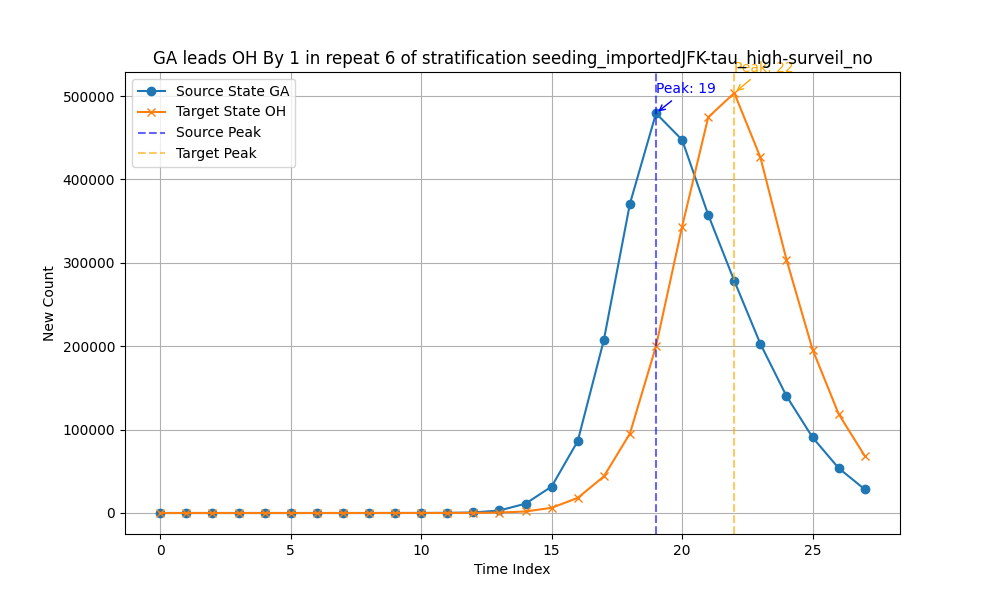 GA leads OH By 1 in repeat 6 of stratification seeding_importedJFK-tau_high-surveil_no
Peak: 22
Peak: 19
Source State GA
Target State OH
Source Peak
Target Peak
500000
400000
300000
200000
100000
0
New Count
0 5 10 15 20 25
Time Index